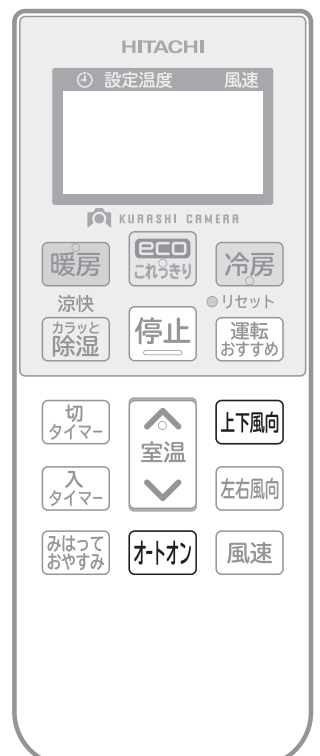 HITACHI
設定温度 風速
KURASHI CAMERA
暖房 eco これっきり 冷房
涼快 リセット
カラッと 除湿 停止 運転 おすすめ
切 タイマー 室温 上下風向
入 タイマー 左右風向
みはって おやすみ オートオン 風速